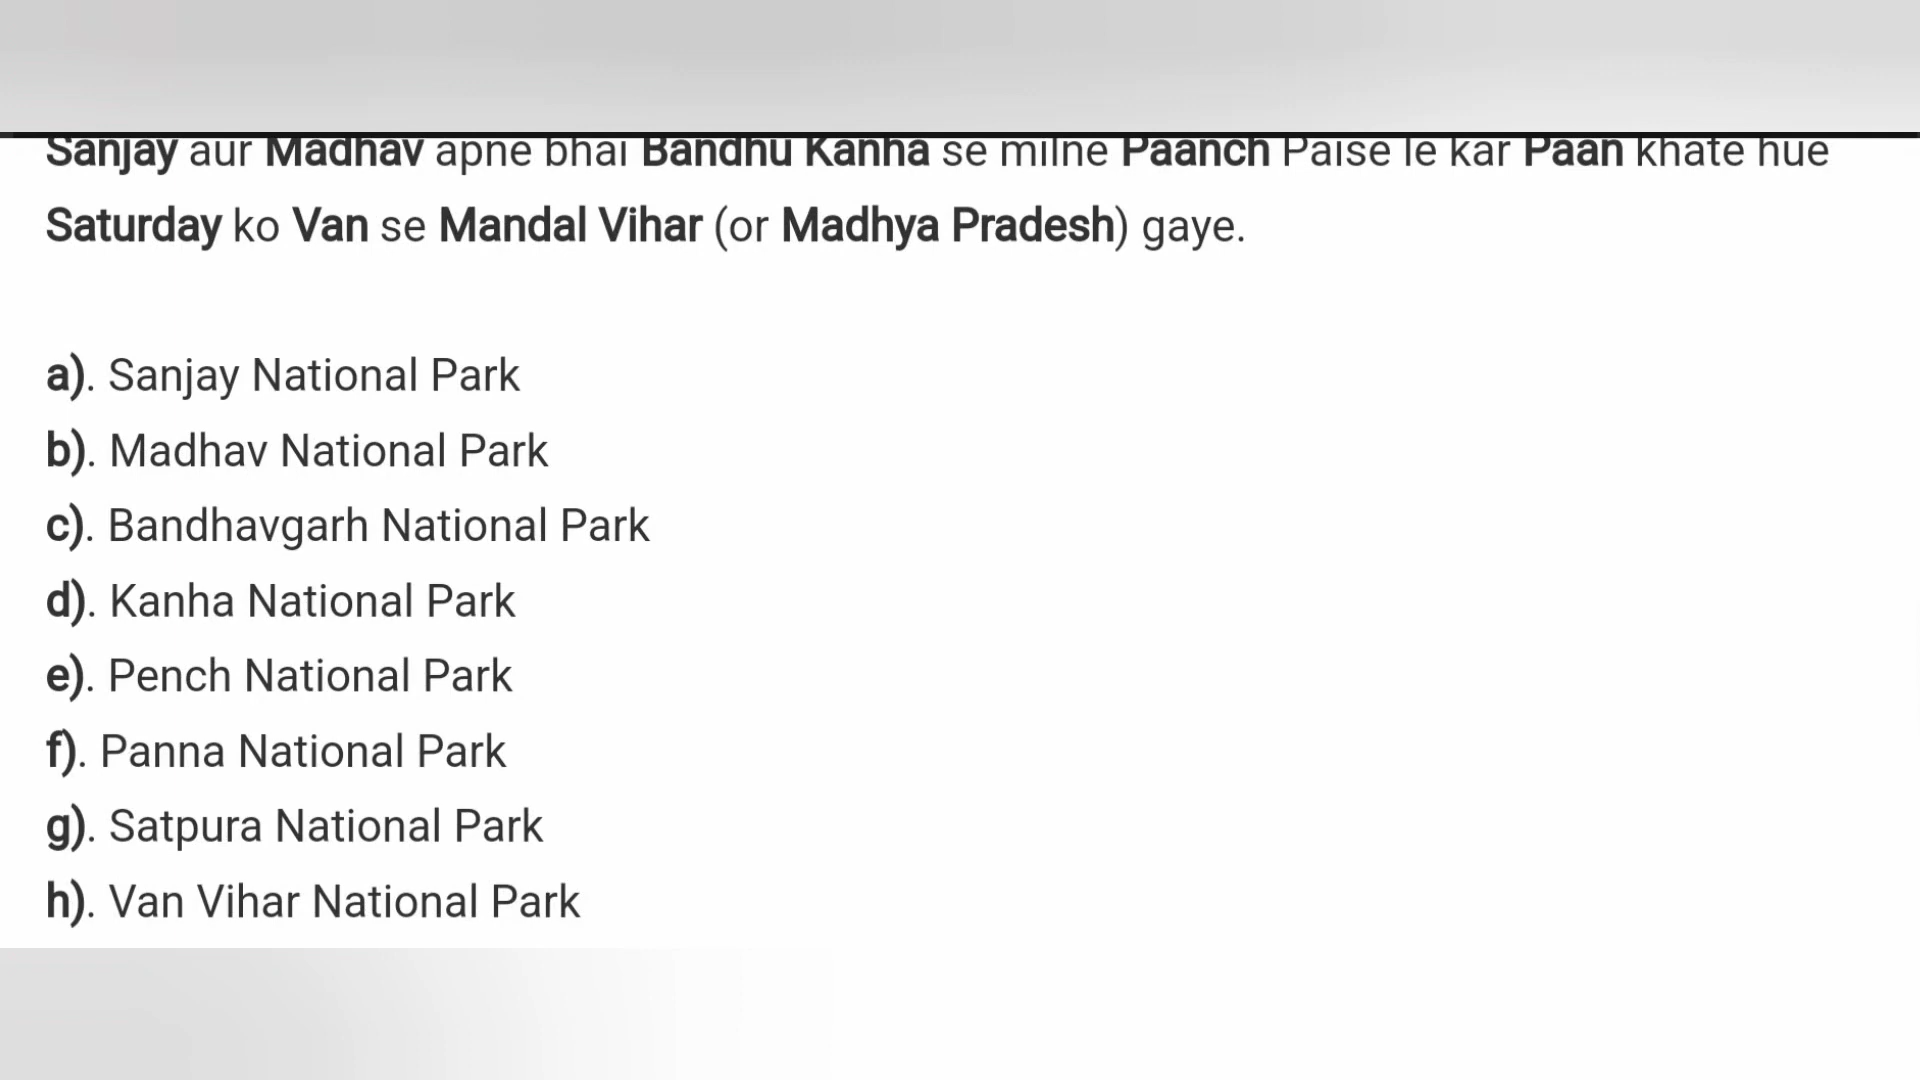 Sanjay aur Madhav apne bhai Bandhu Kanha se milne Paanch Paise le kar Paan khate hue
Saturday ko Van se Mandal Vihar (or Madhya Pradesh) gaye.
a). Sanjay National Park
b). Madhav National Park
c). Bandhavgarh National Park
d). Kanha National Park
e). Pench National Park
f). Panna National Park
g). Satpura National Park
h). Van Vihar National Park